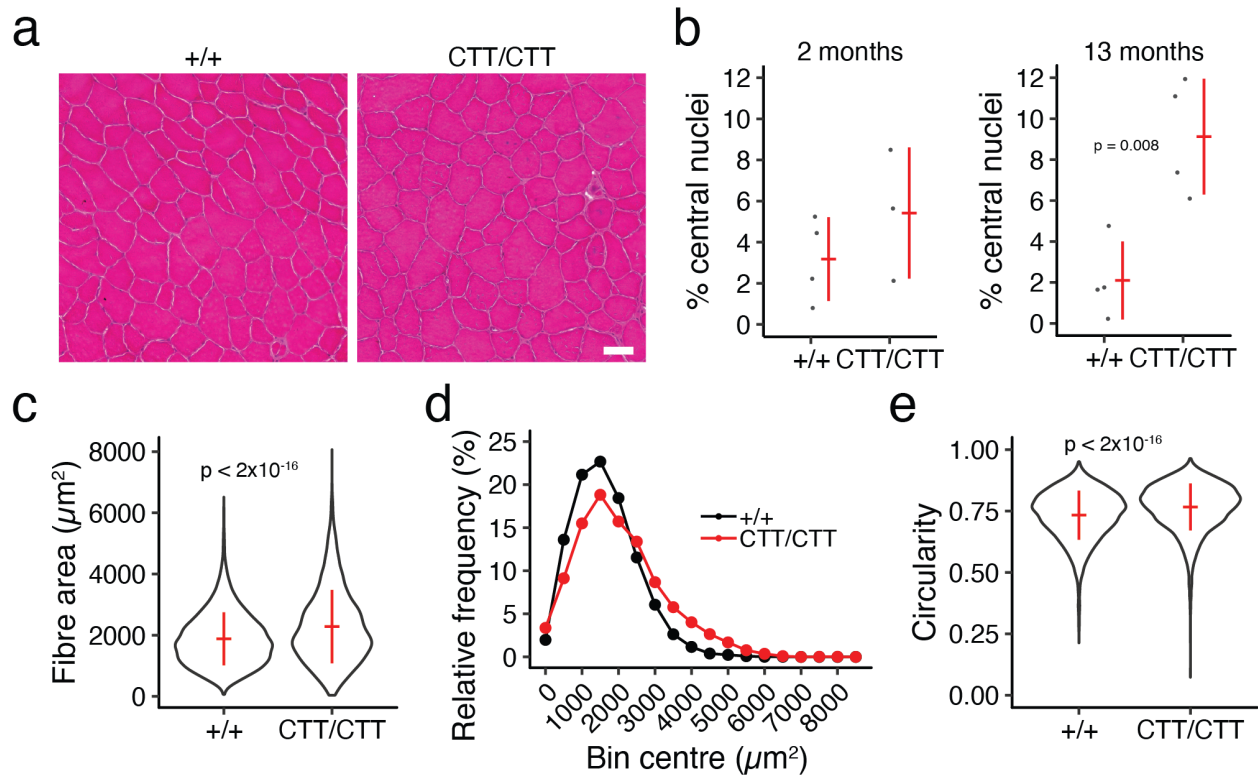 a
+/+
CTT/CTT
b
2 months
% central nuclei
12
10
8
6
4
2
0
+/+ CTT/CTT
13 months
% central nuclei
12
10
8
6
4
2
0
p = 0.008
+/+ CTT/CTT
c
Fibre area (µm²)
8000
6000
4000
2000
0
p < 2x10⁻¹⁶
+/+
CTT/CTT
d
Relative frequency (%)
25
20
15
10
5
0
+/+
CTT/CTT
0
1000
2000
3000
4000
5000
6000
7000
8000
Bin centre (µm²)
e
Circularity
1.00
0.75
0.50
0.25
0.00
p < 2x10⁻¹⁶
+/+
CTT/CTT